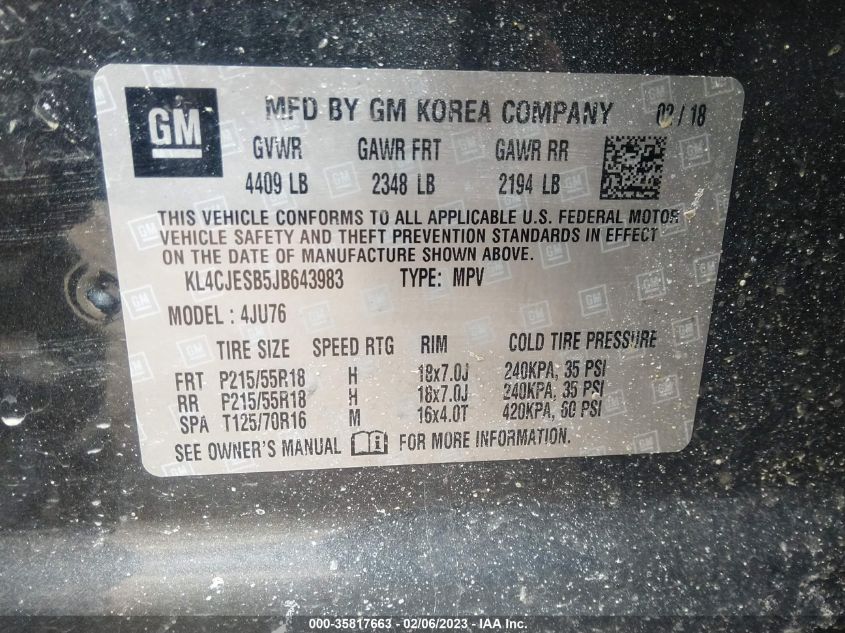 GM MFD BY GM KOREA COMPANY 02/18
GVWR GAWR FRT GAWR RR
4409 LB 2348 LB 2194 LB
THIS VEHICLE CONFORMS TO ALL APPLICABLE U.S. FEDERAL MOTOR
VEHICLE SAFETY AND THEFT PREVENTION STANDARDS IN EFFECT
ON THE DATE OF MANUFACTURE SHOWN ABOVE.
KL4CJESB5JB643983 TYPE: MPV
MODEL : 4JU76
TIRE SIZE SPEED RTG RIM COLD TIRE PRESSURE
FRT P215/55R18 H 18x7.0J 240KPA, 35 PSI
RR P215/55R18 H 18x7.0J 240KPA, 35 PSI
SPA T125/70R16 M 16x4.0T 420KPA, 60 PSI
SEE OWNER'S MANUAL FOR MORE INFORMATION.
000-35817663 - 02/06/2023 - IAA Inc.